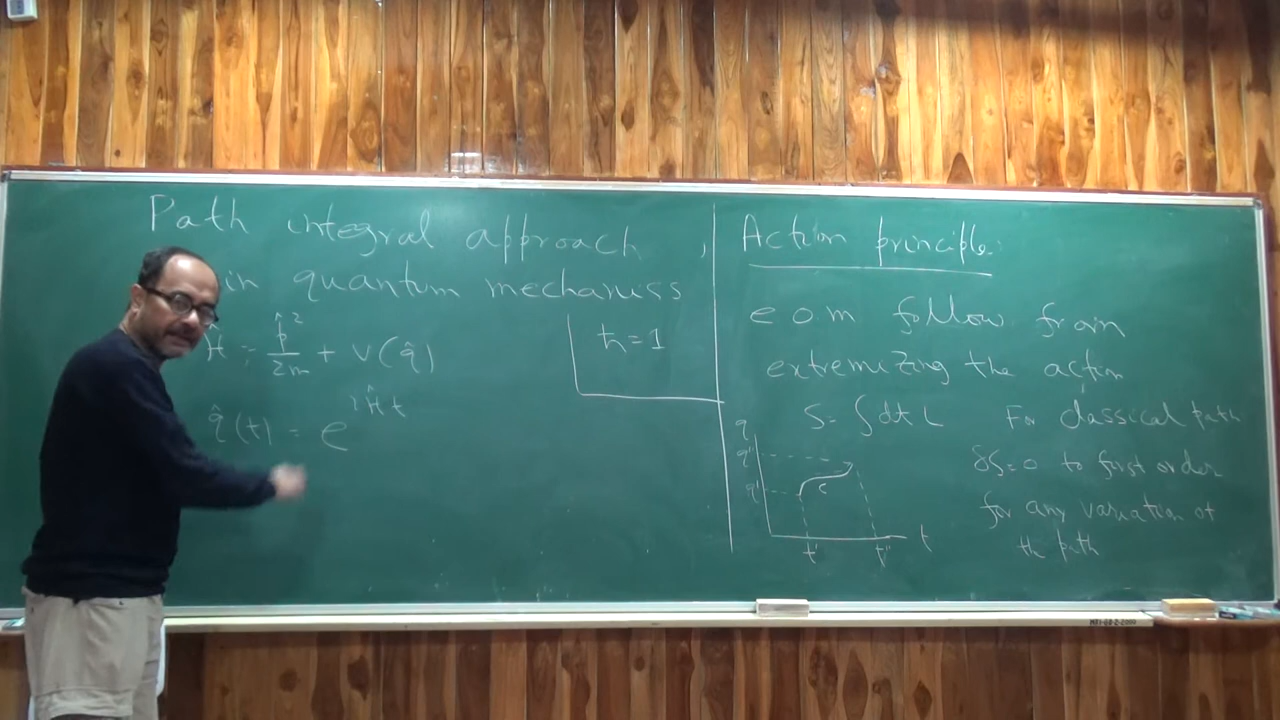 Path integral approach,
in quantum mechaniss
Ĥ = p̂²/2m + V(q̂)
ħ=1
q̂(t) = e^{iĤt}
Action principle:
eom follow from
extremizing the action
S = ∫dt L
q
q''
q'
c
t'
t''
t
For classical path
δS=0 to first order
for any variation of
the path